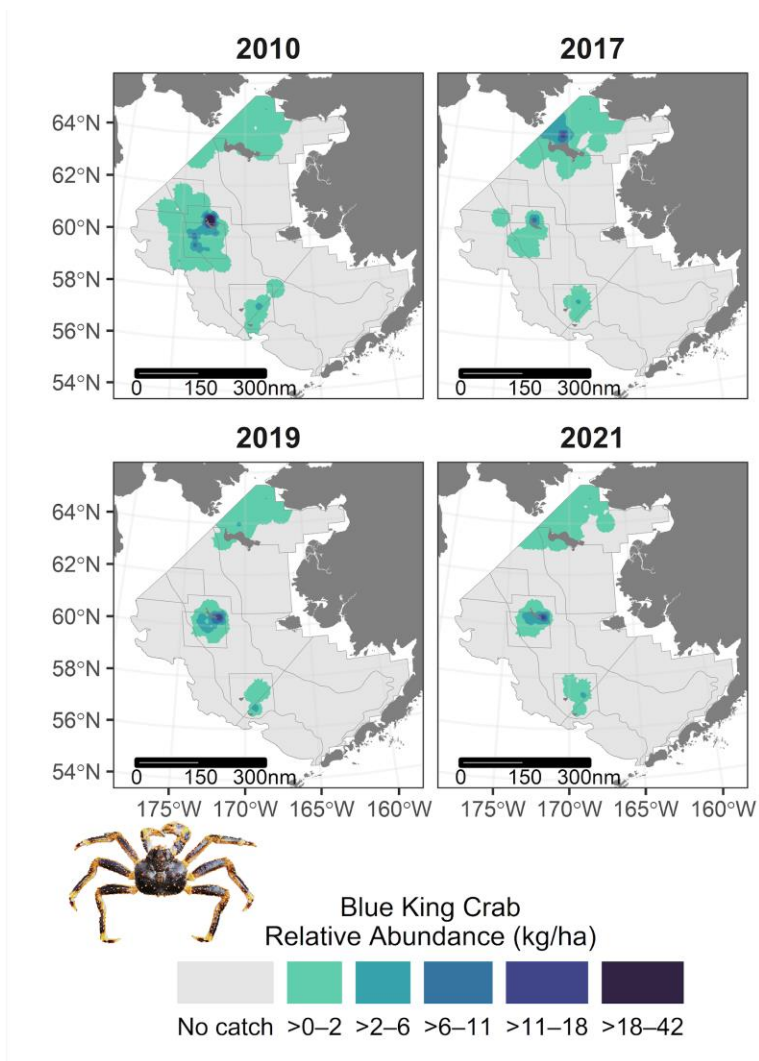 2010 2017
64°N
62°N
60°N
58°N
56°N
54°N
0 150 300nm 0 150 300nm
2019 2021
64°N
62°N
60°N
58°N
56°N
54°N
0 150 300nm 0 150 300nm
175°W 170°W 165°W 160°W 175°W 170°W 165°W 160°W
Blue King Crab
Relative Abundance (kg/ha)
No catch >0–2 >2–6 >6–11 >11–18 >18–42